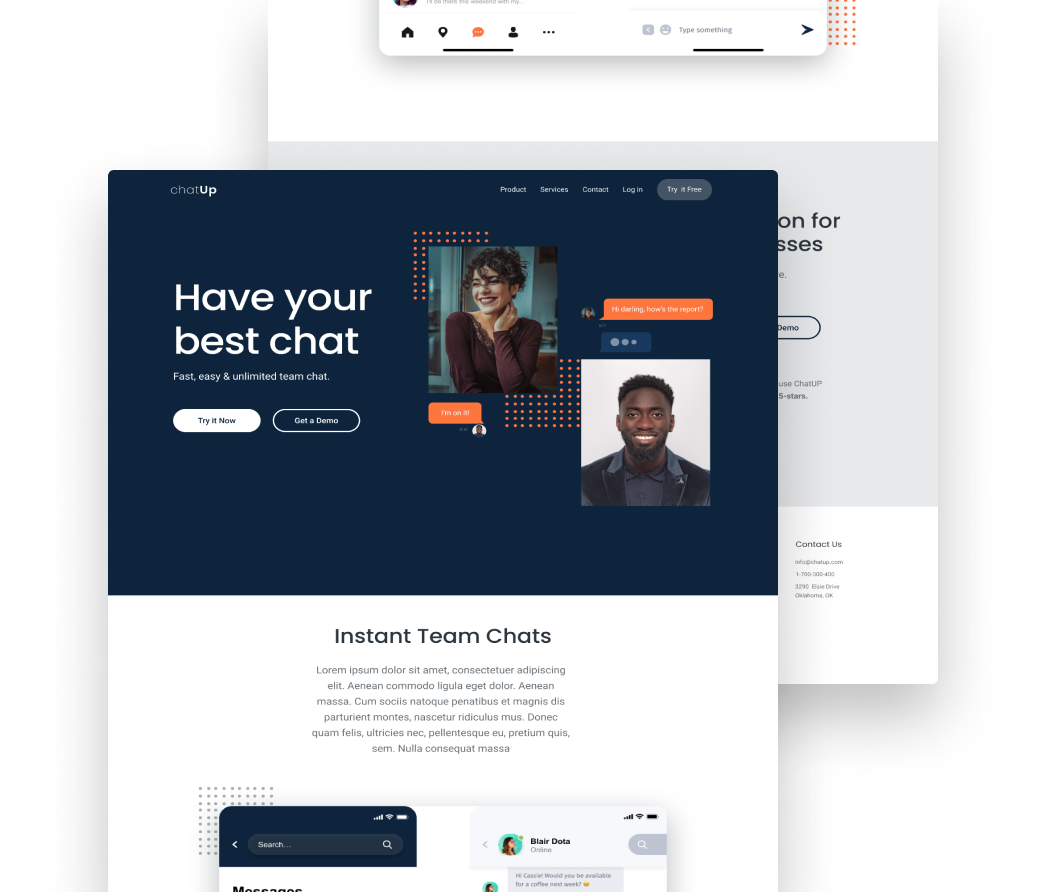 I'll be there this weekend with my...
Type something
chatUp
Product
Services
Contact
Log in
Try it Free
Have your
best chat
Fast, easy & unlimited team chat.
Try it Now
Get a Demo
Hi darling, how's the report?
I'm on it!
on for
sses
e.
Demo
use ChatUP
5-stars.
Contact Us
info@chatup.com
1-700-300-400
3290 Elsie Drive
Oklahoma, OK
Instant Team Chats
Lorem ipsum dolor sit amet, consectetuer adipiscing
elit. Aenean commodo ligula eget dolor. Aenean
massa. Cum sociis natoque penatibus et magnis dis
parturient montes, nascetur ridiculus mus. Donec
quam felis, ultricies nec, pellentesque eu, pretium quis,
sem. Nulla consequat massa
Search...
Messages
Blair Dota
Online
Hi Cassie! Would you be available
for a coffee next week? 😄